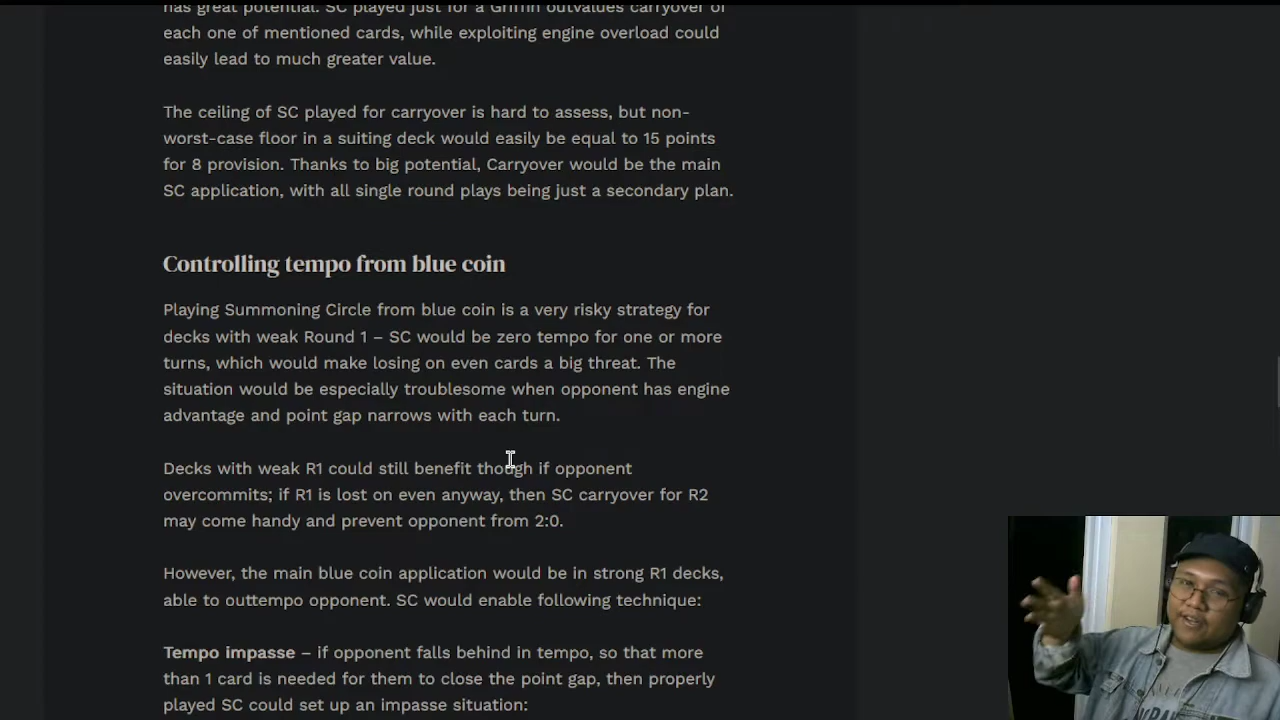 has great potential. SC played just for a Griffin outvalues carryover of
each one of mentioned cards, while exploiting engine overload could
easily lead to much greater value.
The ceiling of SC played for carryover is hard to assess, but non-
worst-case floor in a suiting deck would easily be equal to 15 points
for 8 provision. Thanks to big potential, Carryover would be the main
SC application, with all single round plays being just a secondary plan.
Controlling tempo from blue coin
Playing Summoning Circle from blue coin is a very risky strategy for
decks with weak Round 1 – SC would be zero tempo for one or more
turns, which would make losing on even cards a big threat. The
situation would be especially troublesome when opponent has engine
advantage and point gap narrows with each turn.
Decks with weak R1 could still benefit though if opponent
overcommits; if R1 is lost on even anyway, then SC carryover for R2
may come handy and prevent opponent from 2:0.
However, the main blue coin application would be in strong R1 decks,
able to outtempo opponent. SC would enable following technique:
Tempo impasse – if opponent falls behind in tempo, so that more
than 1 card is needed for them to close the point gap, then properly
played SC could set up an impasse situation: